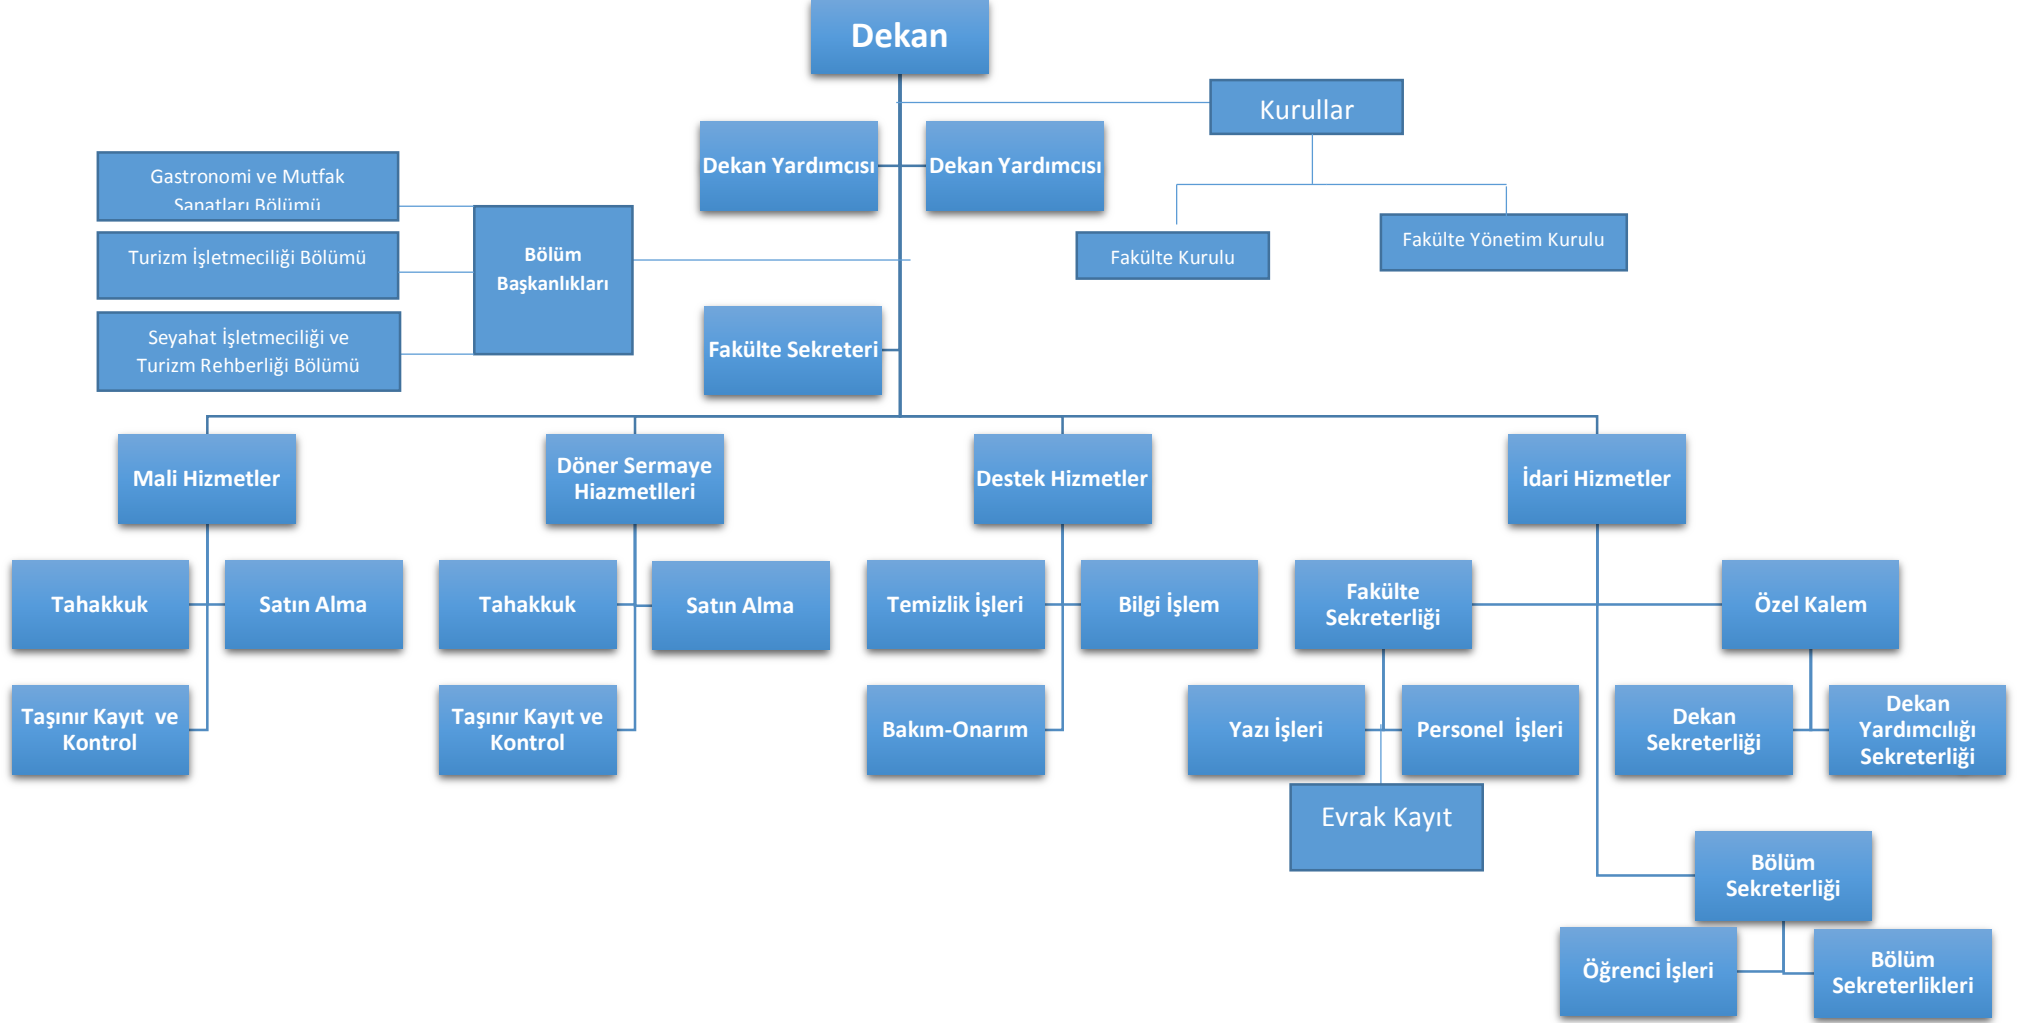 Dekan
Kurullar
Dekan Yardımcısı
Dekan Yardımcısı
Gastronomi ve Mutfak
Sanatları Bölümü
Turizm İşletmeciliği Bölümü
Seyahat İşletmeciliği ve
Turizm Rehberliği Bölümü
Bölüm
Başkanlıkları
Fakülte Kurulu
Fakülte Yönetim Kurulu
Fakülte Sekreteri
Mali Hizmetler
Döner Sermaye
Hiazmetlleri
Destek Hizmetler
İdari Hizmetler
Tahakkuk
Satın Alma
Tahakkuk
Satın Alma
Temizlik İşleri
Bilgi İşlem
Fakülte
Sekreterliği
Özel Kalem
Taşınır Kayıt  ve
Kontrol
Taşınır Kayıt ve
Kontrol
Bakım-Onarım
Yazı İşleri
Personel  İşleri
Dekan
Sekreterliği
Dekan
Yardımcılığı
Sekreterliği
Evrak Kayıt
Bölüm
Sekreterliği
Öğrenci İşleri
Bölüm
Sekreterlikleri